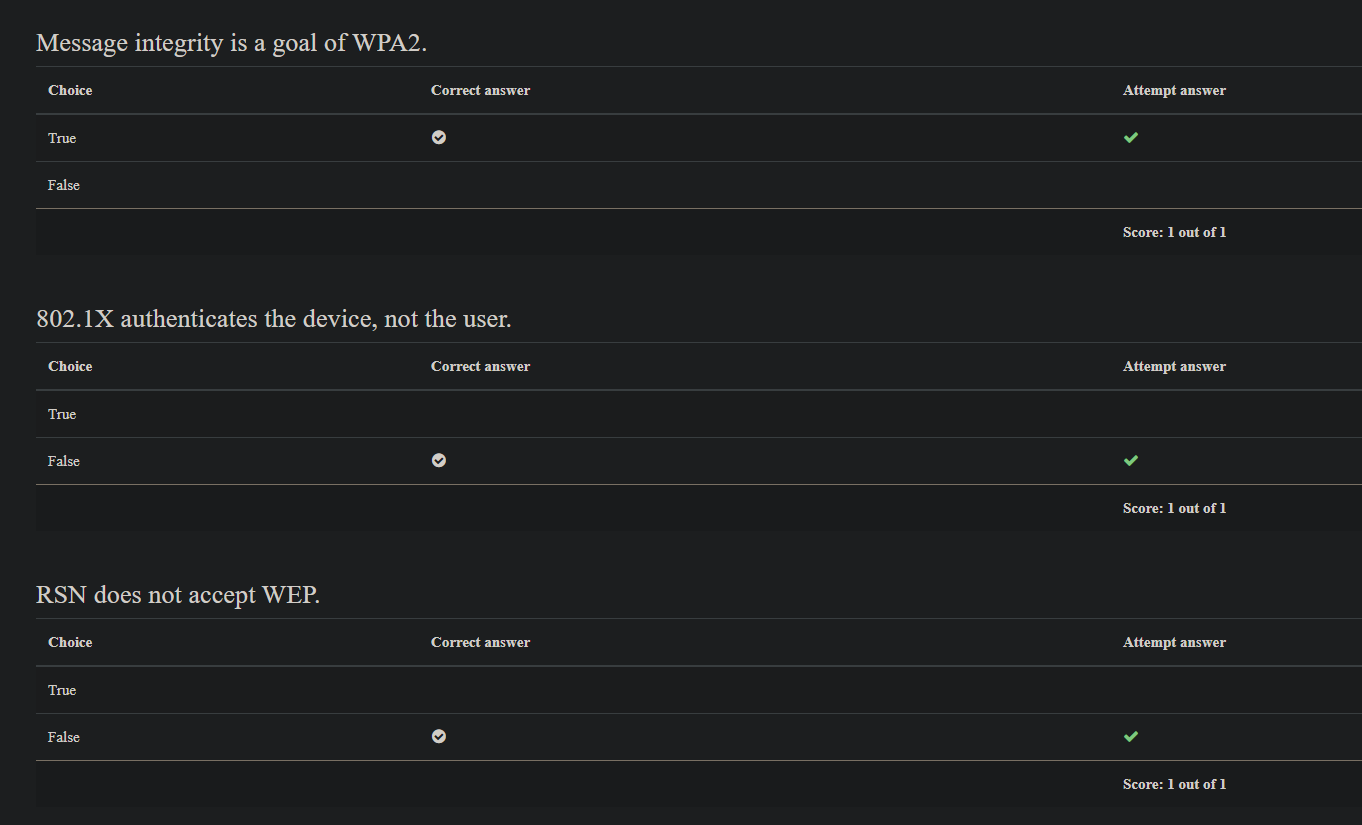 Message integrity is a goal of WPA2.
Choice Correct answer Attempt answer
True
False
Score: 1 out of 1
802.1X authenticates the device, not the user.
Choice Correct answer Attempt answer
True
False
Score: 1 out of 1
RSN does not accept WEP.
Choice Correct answer Attempt answer
True
False
Score: 1 out of 1